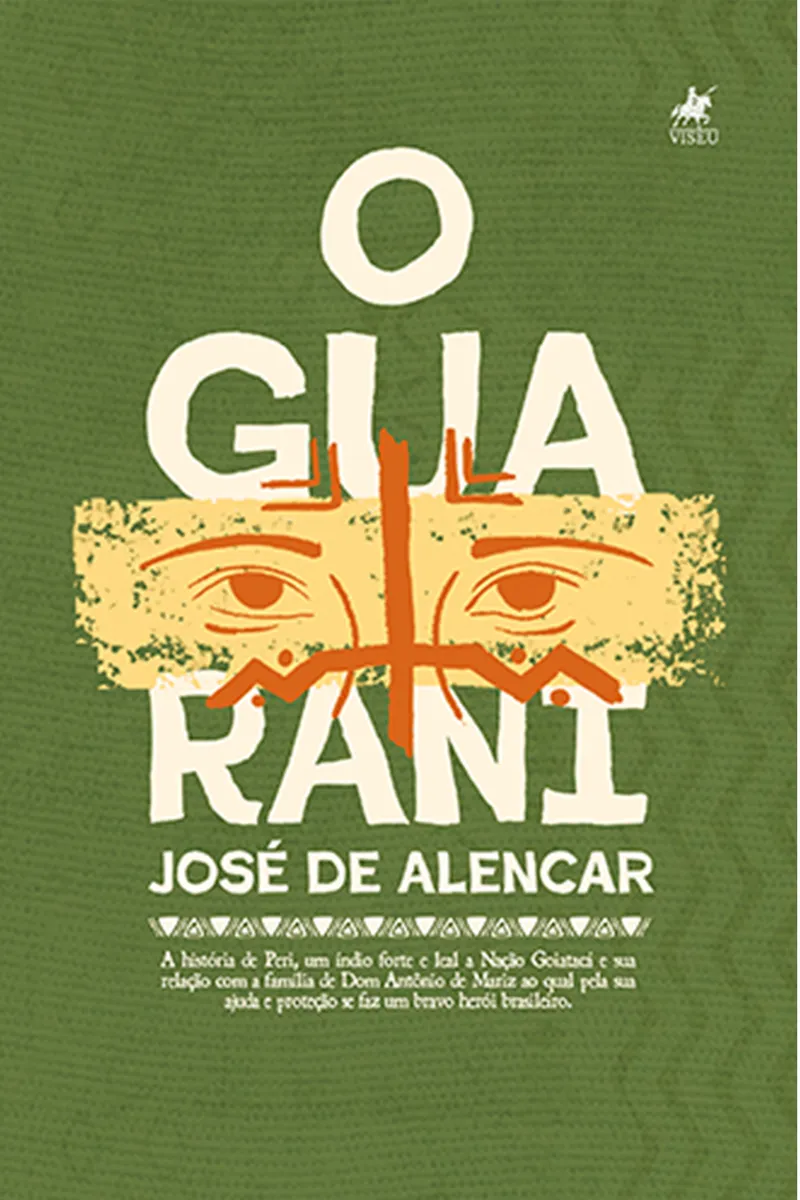 VISEU
O
GUA
RANI
JOSÉ DE ALENCAR
A história de Peri, um índio forte e leal a Nação Goiatacá e sua
relação com a família de Dom Antônio de Mariz ao qual pela sua
ajuda e proteção se faz um bravo herói brasileiro.